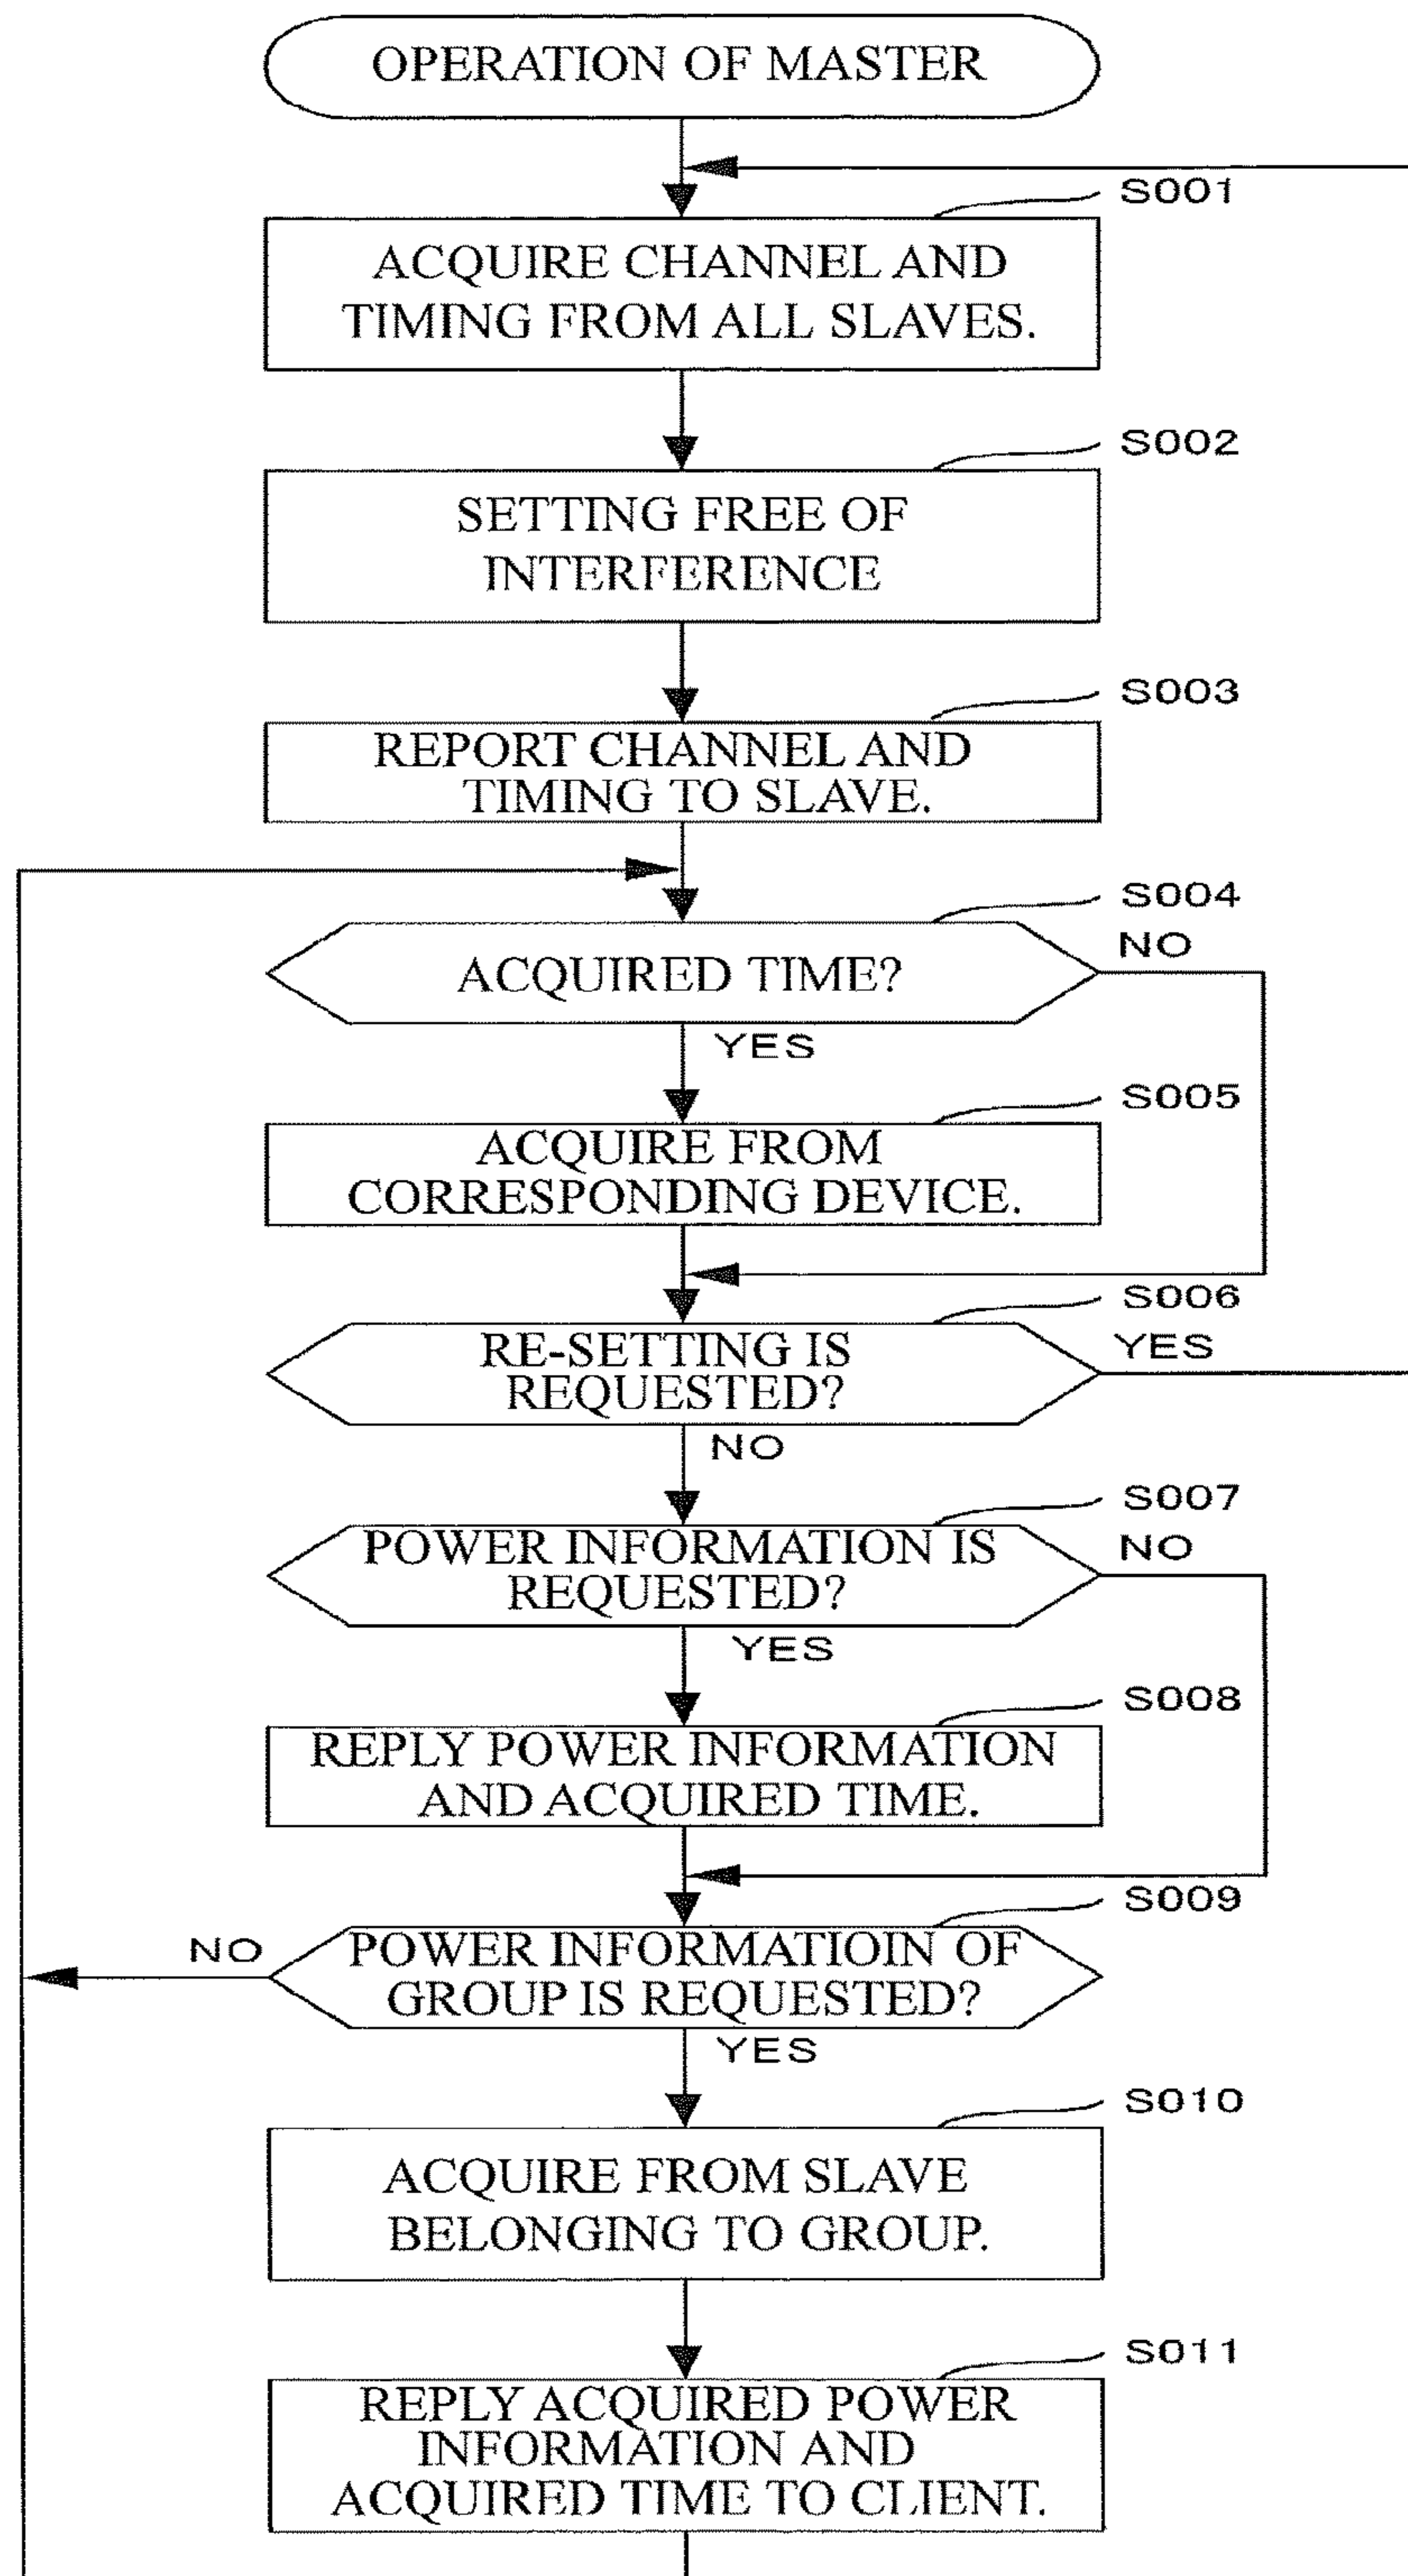 OPERATION OF MASTER
S001
ACQUIRE CHANNEL AND
TIMING FROM ALL SLAVES.
S002
SETTING FREE OF
INTERFERENCE
S003
REPORT CHANNEL AND
TIMING TO SLAVE.
S004
NO
ACQUIRED TIME?
YES
S005
ACQUIRE FROM
CORRESPONDING DEVICE.
S006
RE-SETTING IS
REQUESTED?
YES
NO
S007
POWER INFORMATION IS
REQUESTED?
NO
YES
S008
REPLY POWER INFORMATION
AND ACQUIRED TIME.
S009
NO
POWER INFORMATIOIN OF
GROUP IS REQUESTED?
YES
S010
ACQUIRE FROM SLAVE
BELONGING TO GROUP.
S011
REPLY ACQUIRED POWER
INFORMATION AND
ACQUIRED TIME TO CLIENT.